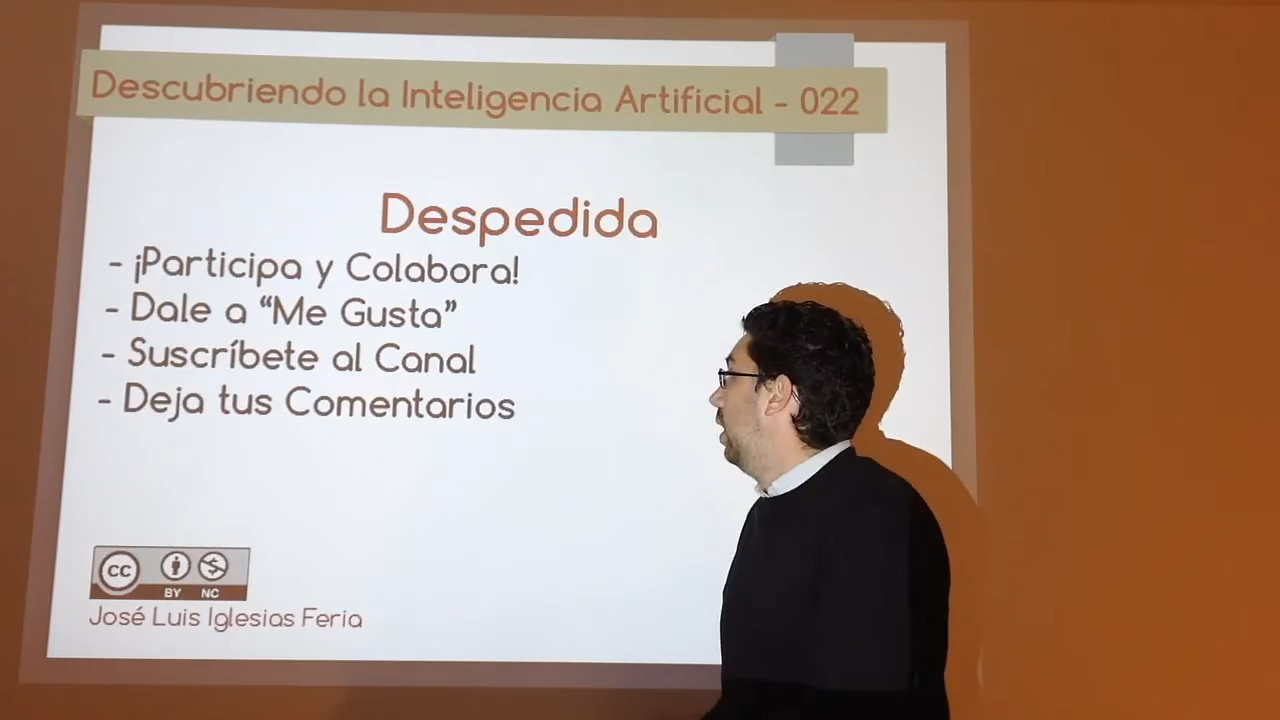 Descubriendo la Inteligencia Artificial - 022
Despedida
- ¡Participa y Colabora!
- Dale a “Me Gusta”
- Suscríbete al Canal
- Deja tus Comentarios
CC BY NC
José Luis Iglesias Feria